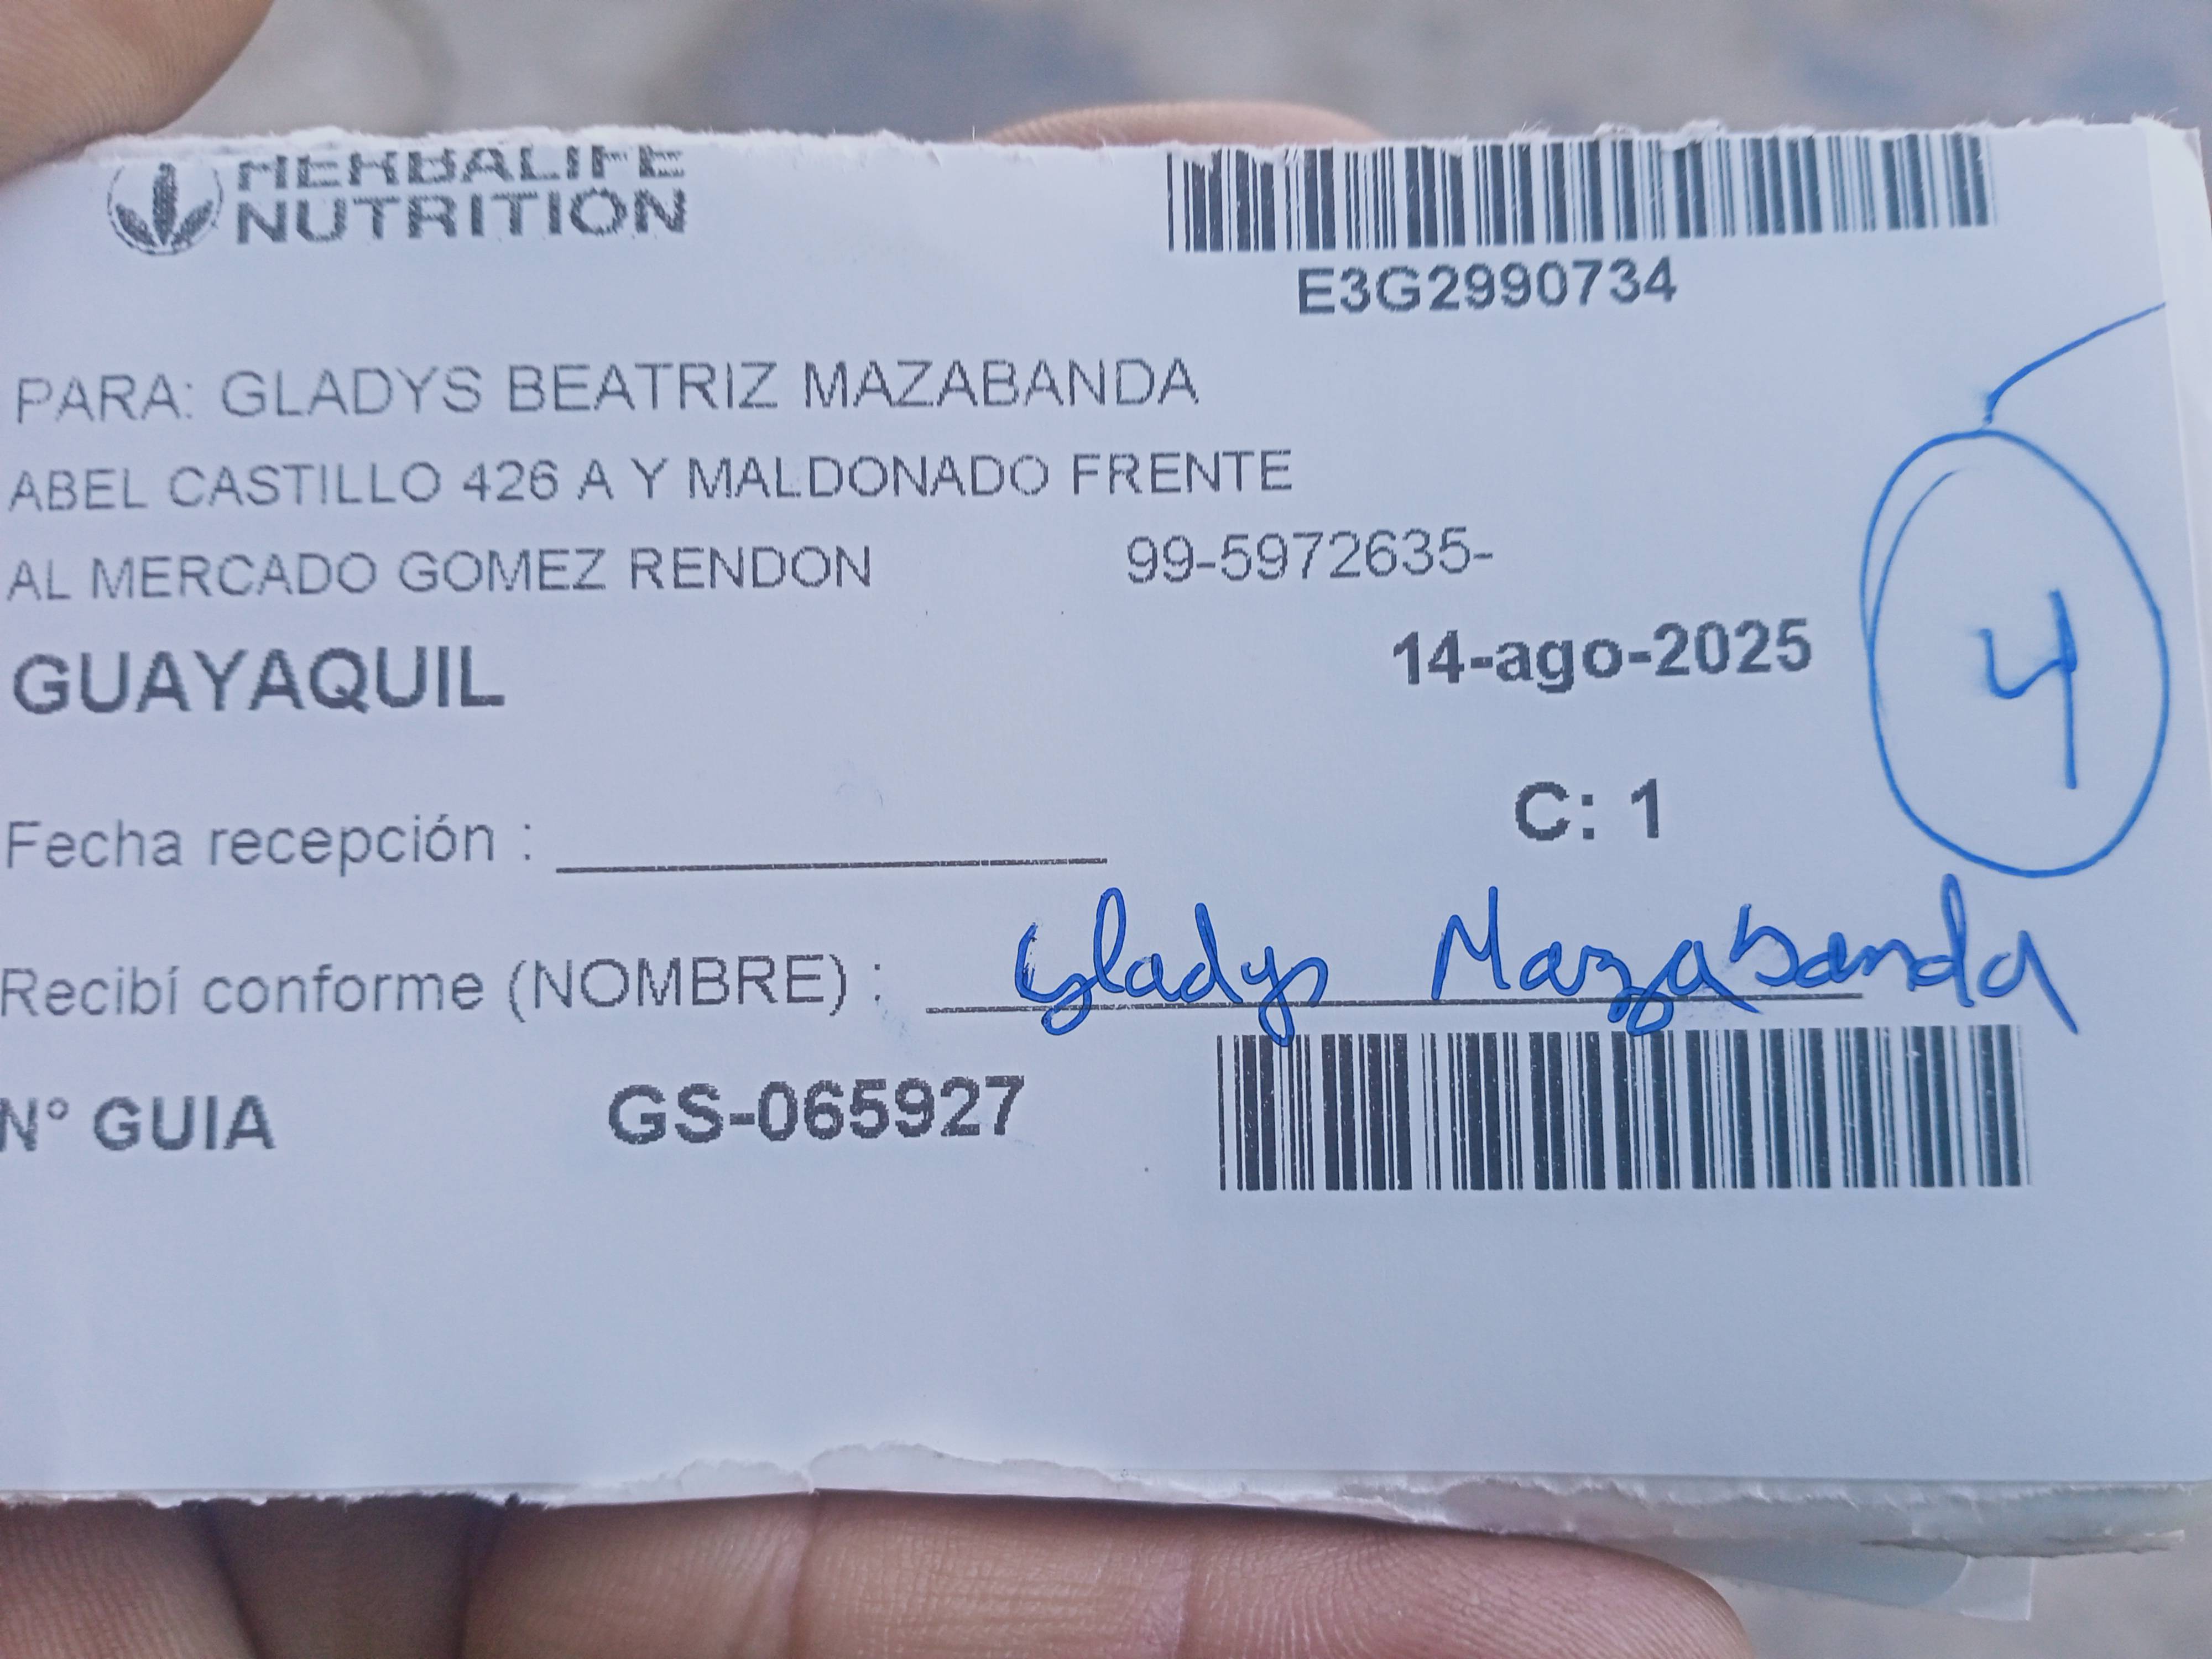 HERBALIFE
NUTRITION
E3G2990734
PARA: GLADYS BEATRIZ MAZABANDA
ABEL CASTILLO 426 A Y MALDONADO FRENTE
AL MERCADO GOMEZ RENDON 99-5972635-
GUAYAQUIL 14-ago-2025
4
C: 1
Fecha recepción : 
Recibí conforme (NOMBRE) : Gladys Mazabanda
N° GUIA GS-065927